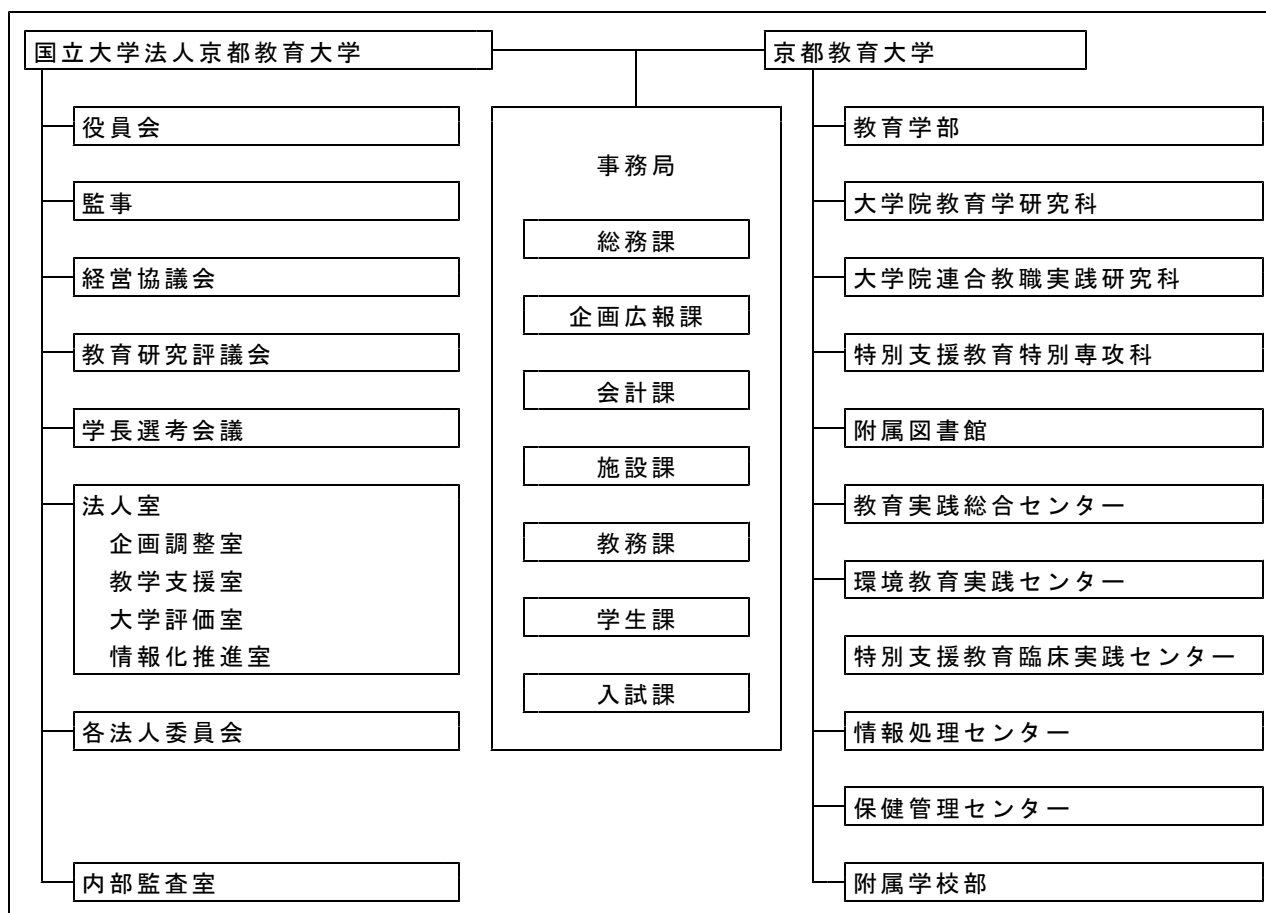 国立大学法人京都教育大学
京都教育大学
役員会
監事
経営協議会
教育研究評議会
学長選考会議
法人室
企画調整室
教学支援室
大学評価室
情報化推進室
各法人委員会
内部監査室
事務局
総務課
企画広報課
会計課
施設課
教務課
学生課
入試課
教育学部
大学院教育学研究科
大学院連合教職実践研究科
特別支援教育特別専攻科
附属図書館
教育実践総合センター
環境教育実践センター
特別支援教育臨床実践センター
情報処理センター
保健管理センター
附属学校部